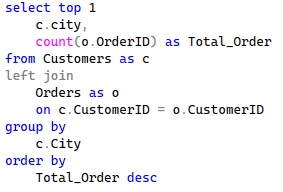 select top 1
c.city,
count(o.OrderID) as Total_Order
from Customers as c
left join
Orders as o
on c.CustomerID = o.CustomerID
group by
c.City
order by
Total_Order desc